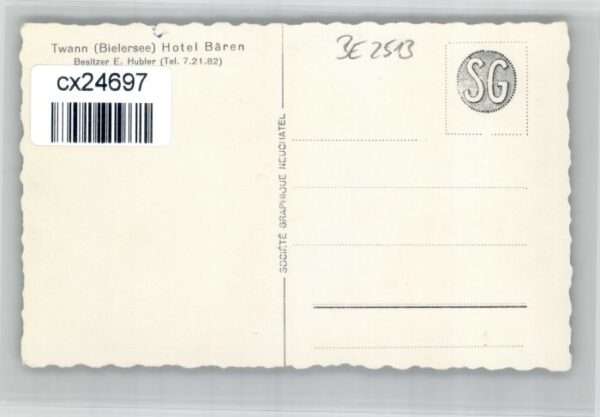 Twann (Bielersee) Hotel Bären
Besitzer E. Hubler (Tel. 7.21.82)
cx24697
BE 2513
SG
SOCIÉTÉ GRAPHIQUE NEUCHATEL